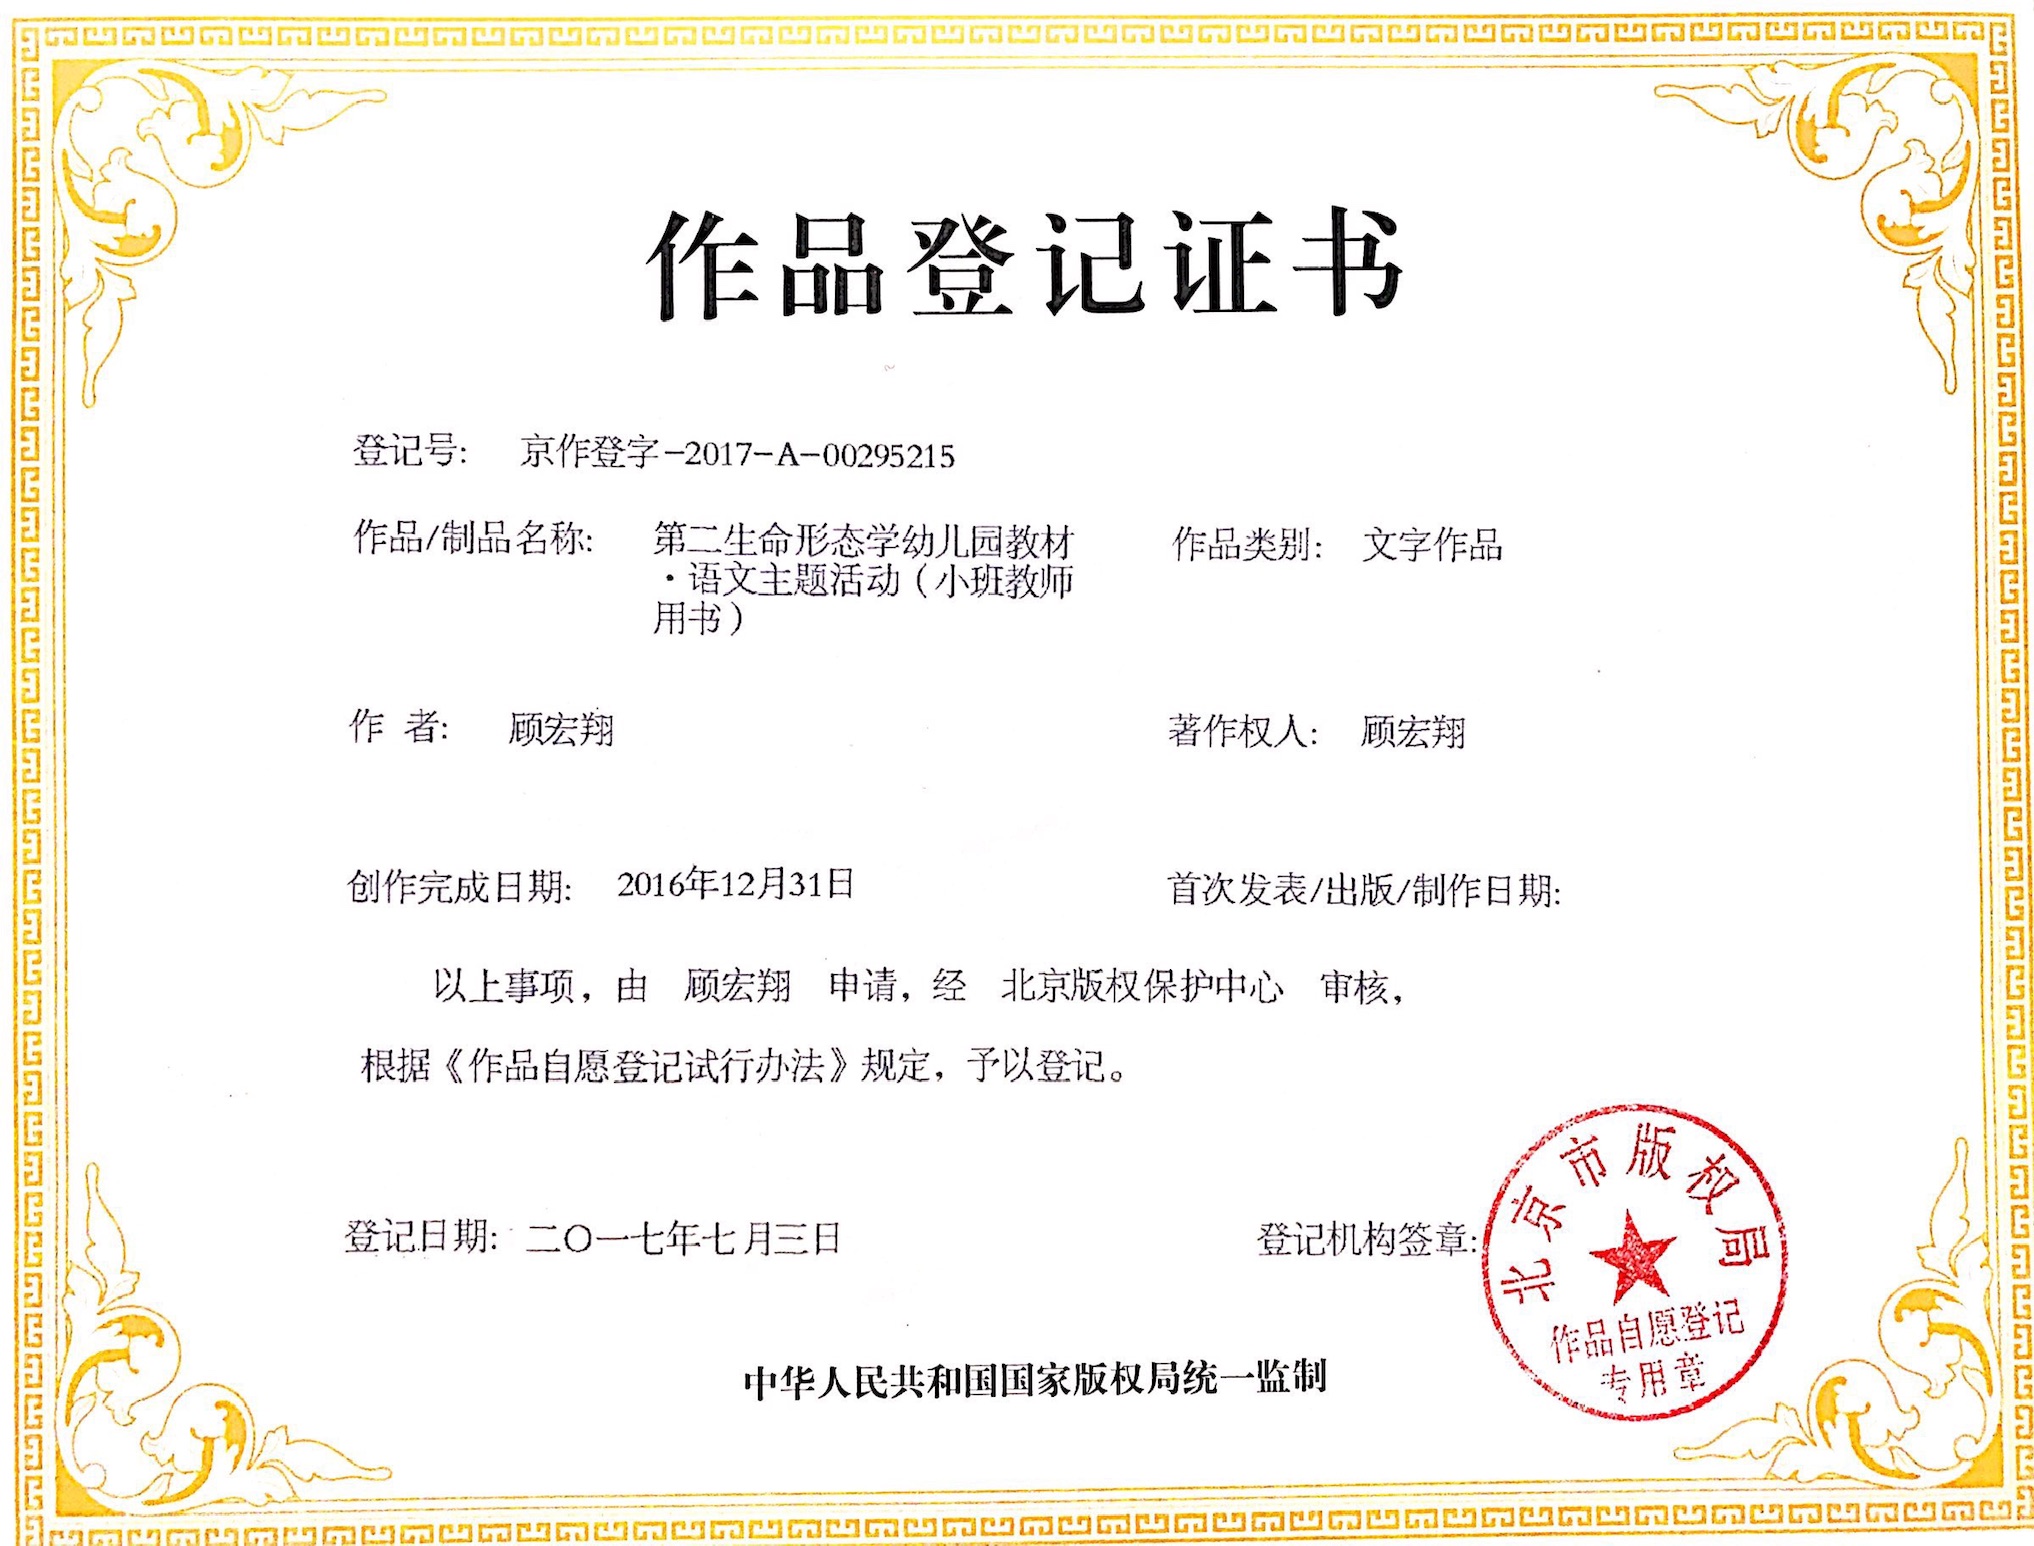 作品登记证书
登记号: 京作登字-2017-A-00295215
作品/制品名称: 第二生命形态学幼儿园教材 作品类别: 文字作品
·语文主题活动（小班教师
用书）
作 者: 顾宏翔 著作权人: 顾宏翔
创作完成日期: 2016年12月31日 首次发表/出版/制作日期:
以上事项，由 顾宏翔 申请，经 北京版权保护中心 审核，
根据《作品自愿登记试行办法》规定，予以登记。
登记日期: 二〇一七年七月三日 登记机构签章:
北京市版权局
作品自愿登记
专用章
中华人民共和国国家版权局统一监制